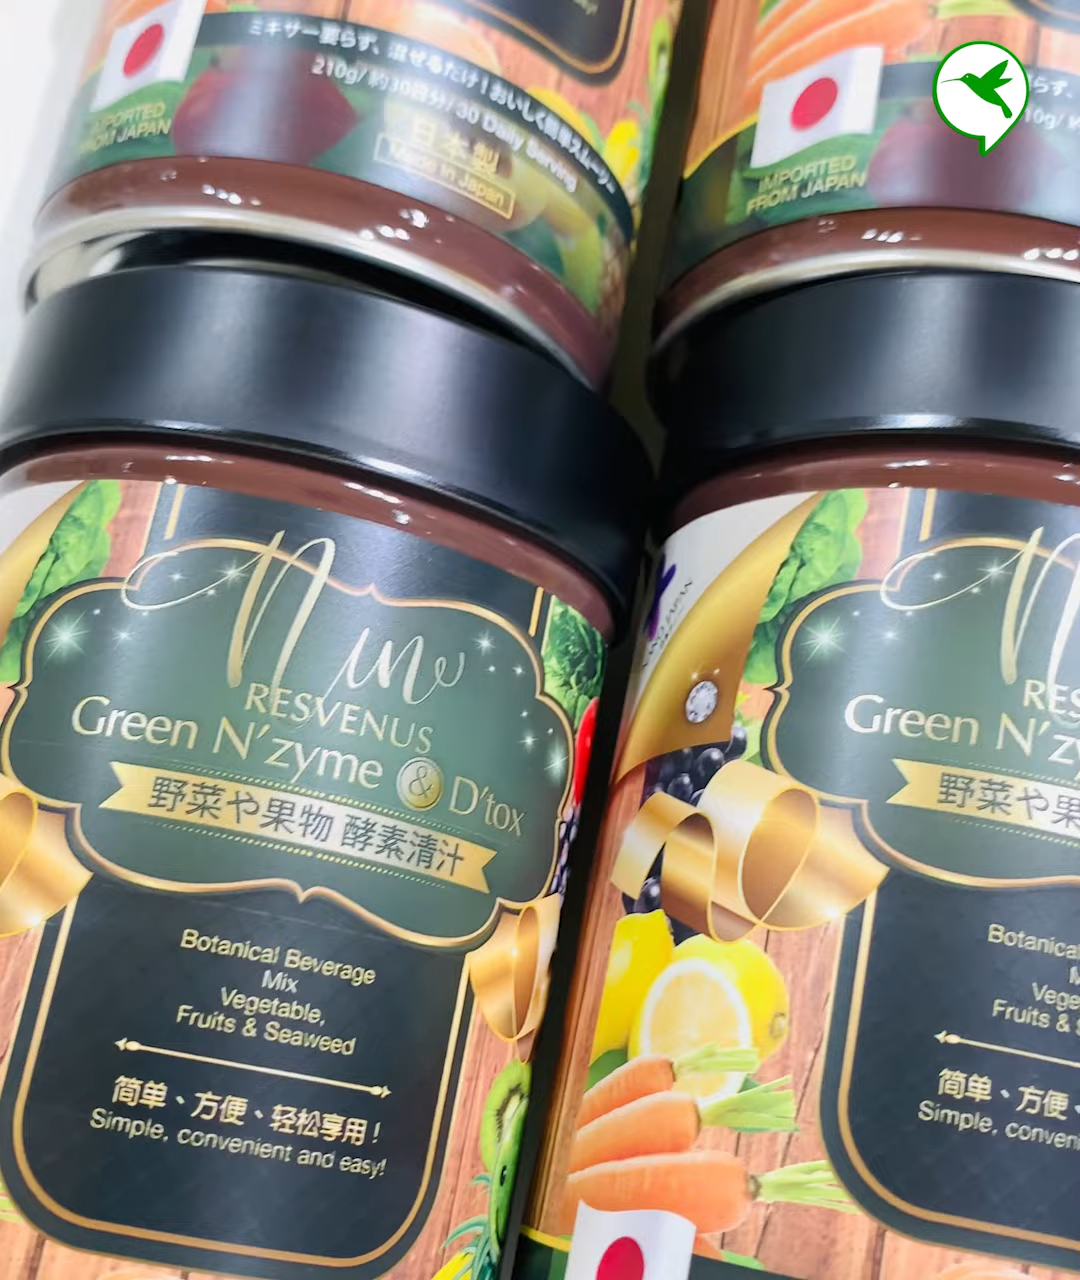 ミキサー要らず、混ぜるだけ！おいしく簡単スムージー
210g/ 約30日分/ 30 Daily Serving
日本製
Made in Japan
IMPORTED
FROM JAPAN
らず、
10g/
IMPORTED
FROM JAPAN
RESVENUS
Green N'zyme & D'tox
野菜や果物 酵素清汁
Botanical Beverage
Mix
Vegetable,
Fruits & Seaweed
简单、方便、轻松享用！
Simple, convenient and easy!
RES
Green N'zy
野菜や果
Botanica
Vege
Fruits &
简单、方便、
Simple, conven